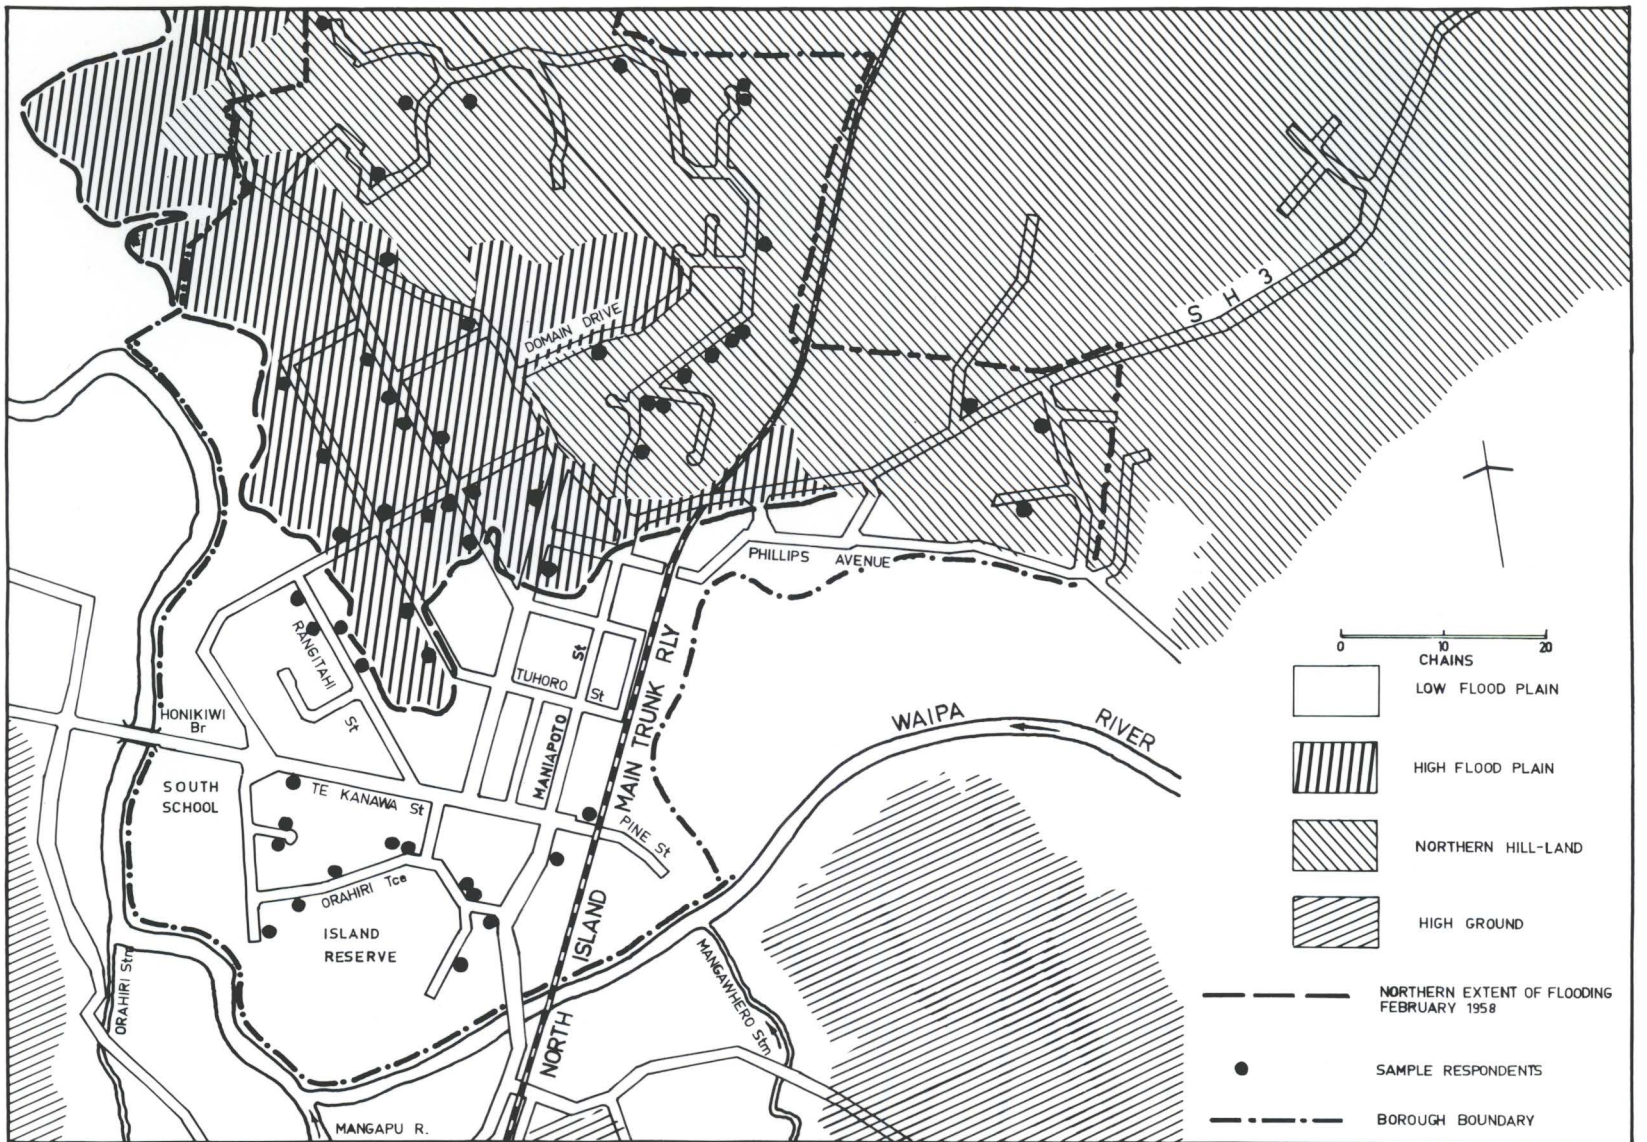 S H 3
DOMAIN DRIVE
PHILLIPS AVENUE
RANGITAHI
St
TUHORO St
St
MANIAPOTO
HONIKIWI
Br
SOUTH
SCHOOL
TE KANAWA St
ORAHIRI Tce
ISLAND
RESERVE
PINE St
NORTH ISLAND MAIN TRUNK RLY
WAIPA RIVER
MANGAWHERO Stm
ORAHIRI Stm
MANGAPU R.
0 10 20
CHAINS
LOW FLOOD PLAIN
HIGH FLOOD PLAIN
NORTHERN HILL-LAND
HIGH GROUND
NORTHERN EXTENT OF FLOODING
FEBRUARY 1958
SAMPLE RESPONDENTS
BOROUGH BOUNDARY